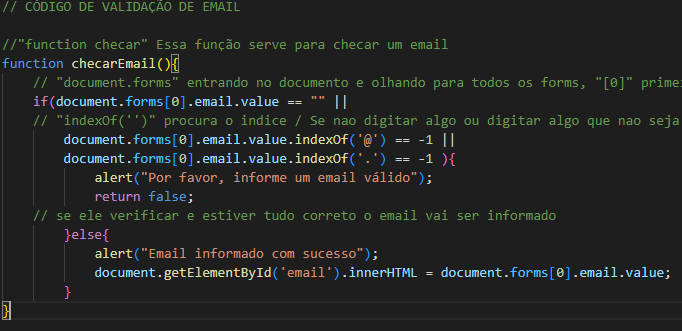 // CÓDIGO DE VALIDAÇÃO DE EMAIL
//"function checar" Essa função serve para checar um email
function checarEmail(){
// "document.forms" entrando no documento e olhando para todos os forms, "[0]"
if(document.forms[0].email.value == "" ||
// "indexOf('')" procura o indice / Se nao digitar algo ou digitar algo que nao seja
document.forms[0].email.value.indexOf('@') == -1 ||
document.forms[0].email.value.indexOf('.') == -1 ){
alert("Por favor, informe um email válido");
return false;
// se ele verificar e estiver tudo correto o email vai ser informado
}else{
alert("Email informado com sucesso");
document.getElementById('email').innerHTML = document.forms[0].email.value;
}
}